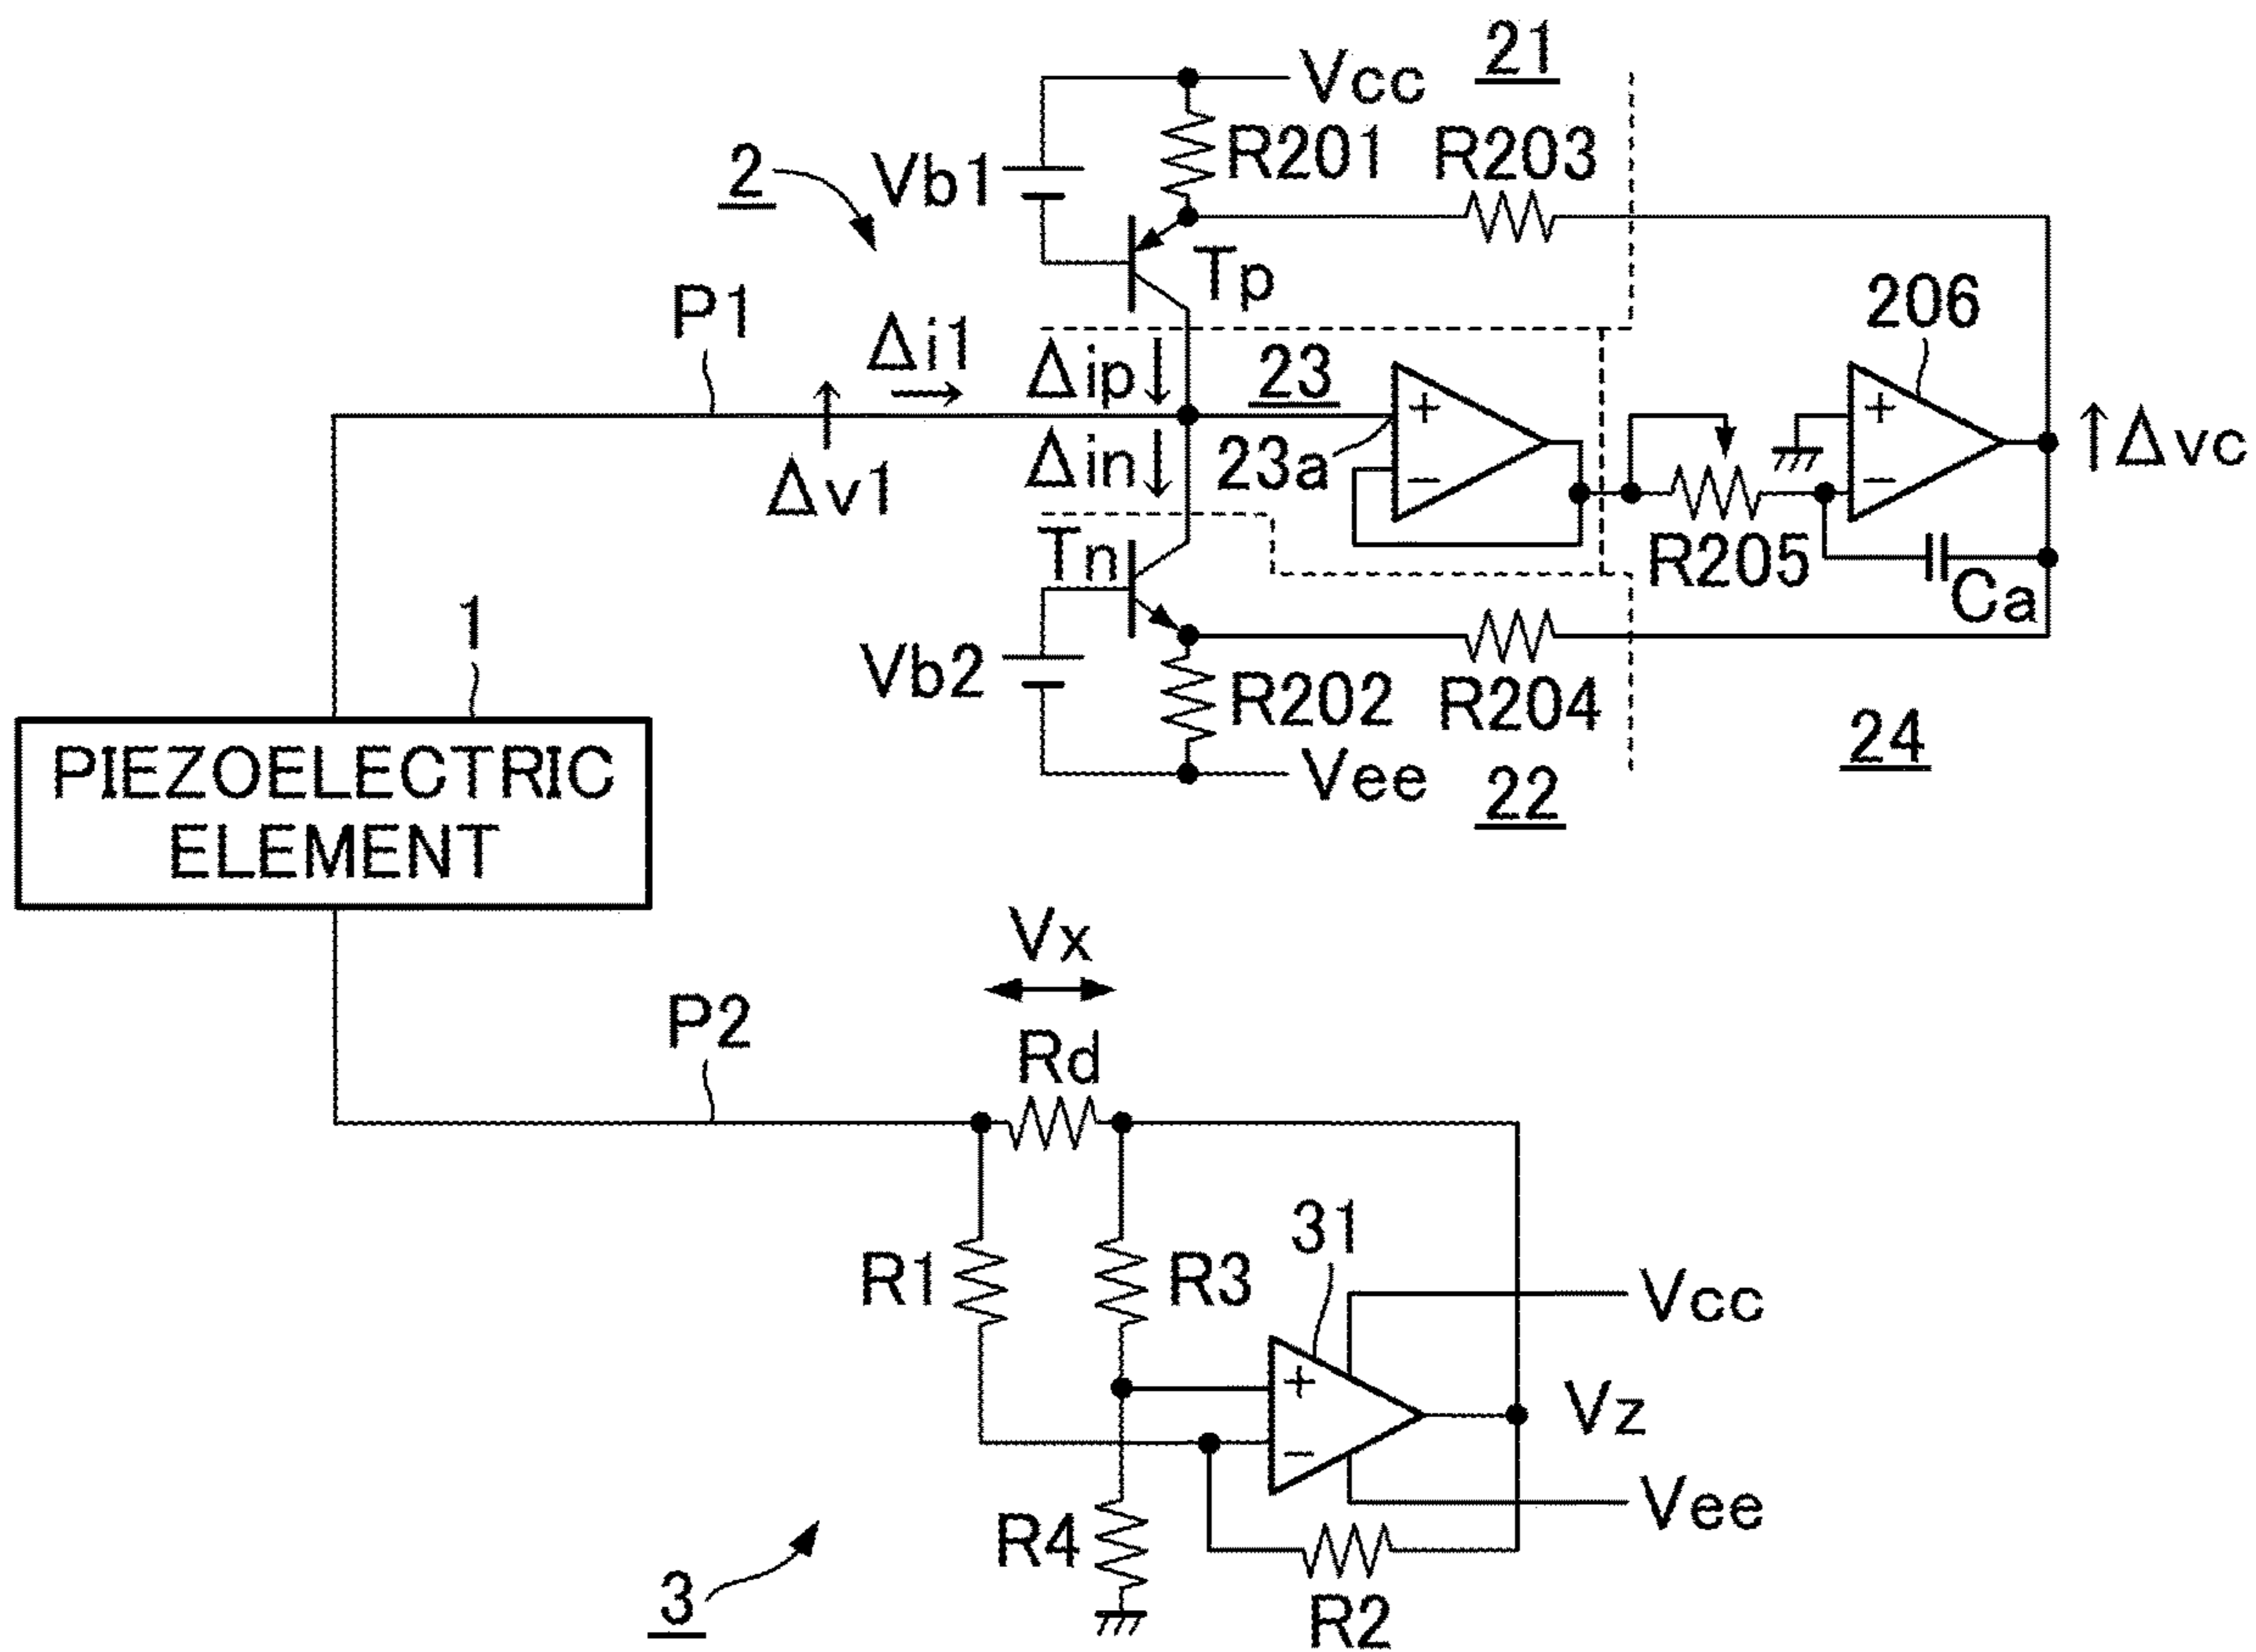 21
Vcc
R201
R203
Vb1
2
Tp
206
P1
Δi1
Δip
23
Δvc
Δin
23a
Δv1
+
−
+
−
Tn
R205
Ca
1
Vb2
R202
R204
24
Vee
22
PIEZOELECTRIC
ELEMENT
Vx
P2
Rd
31
R1
R3
Vcc
+
Vz
−
Vee
R4
3
R2